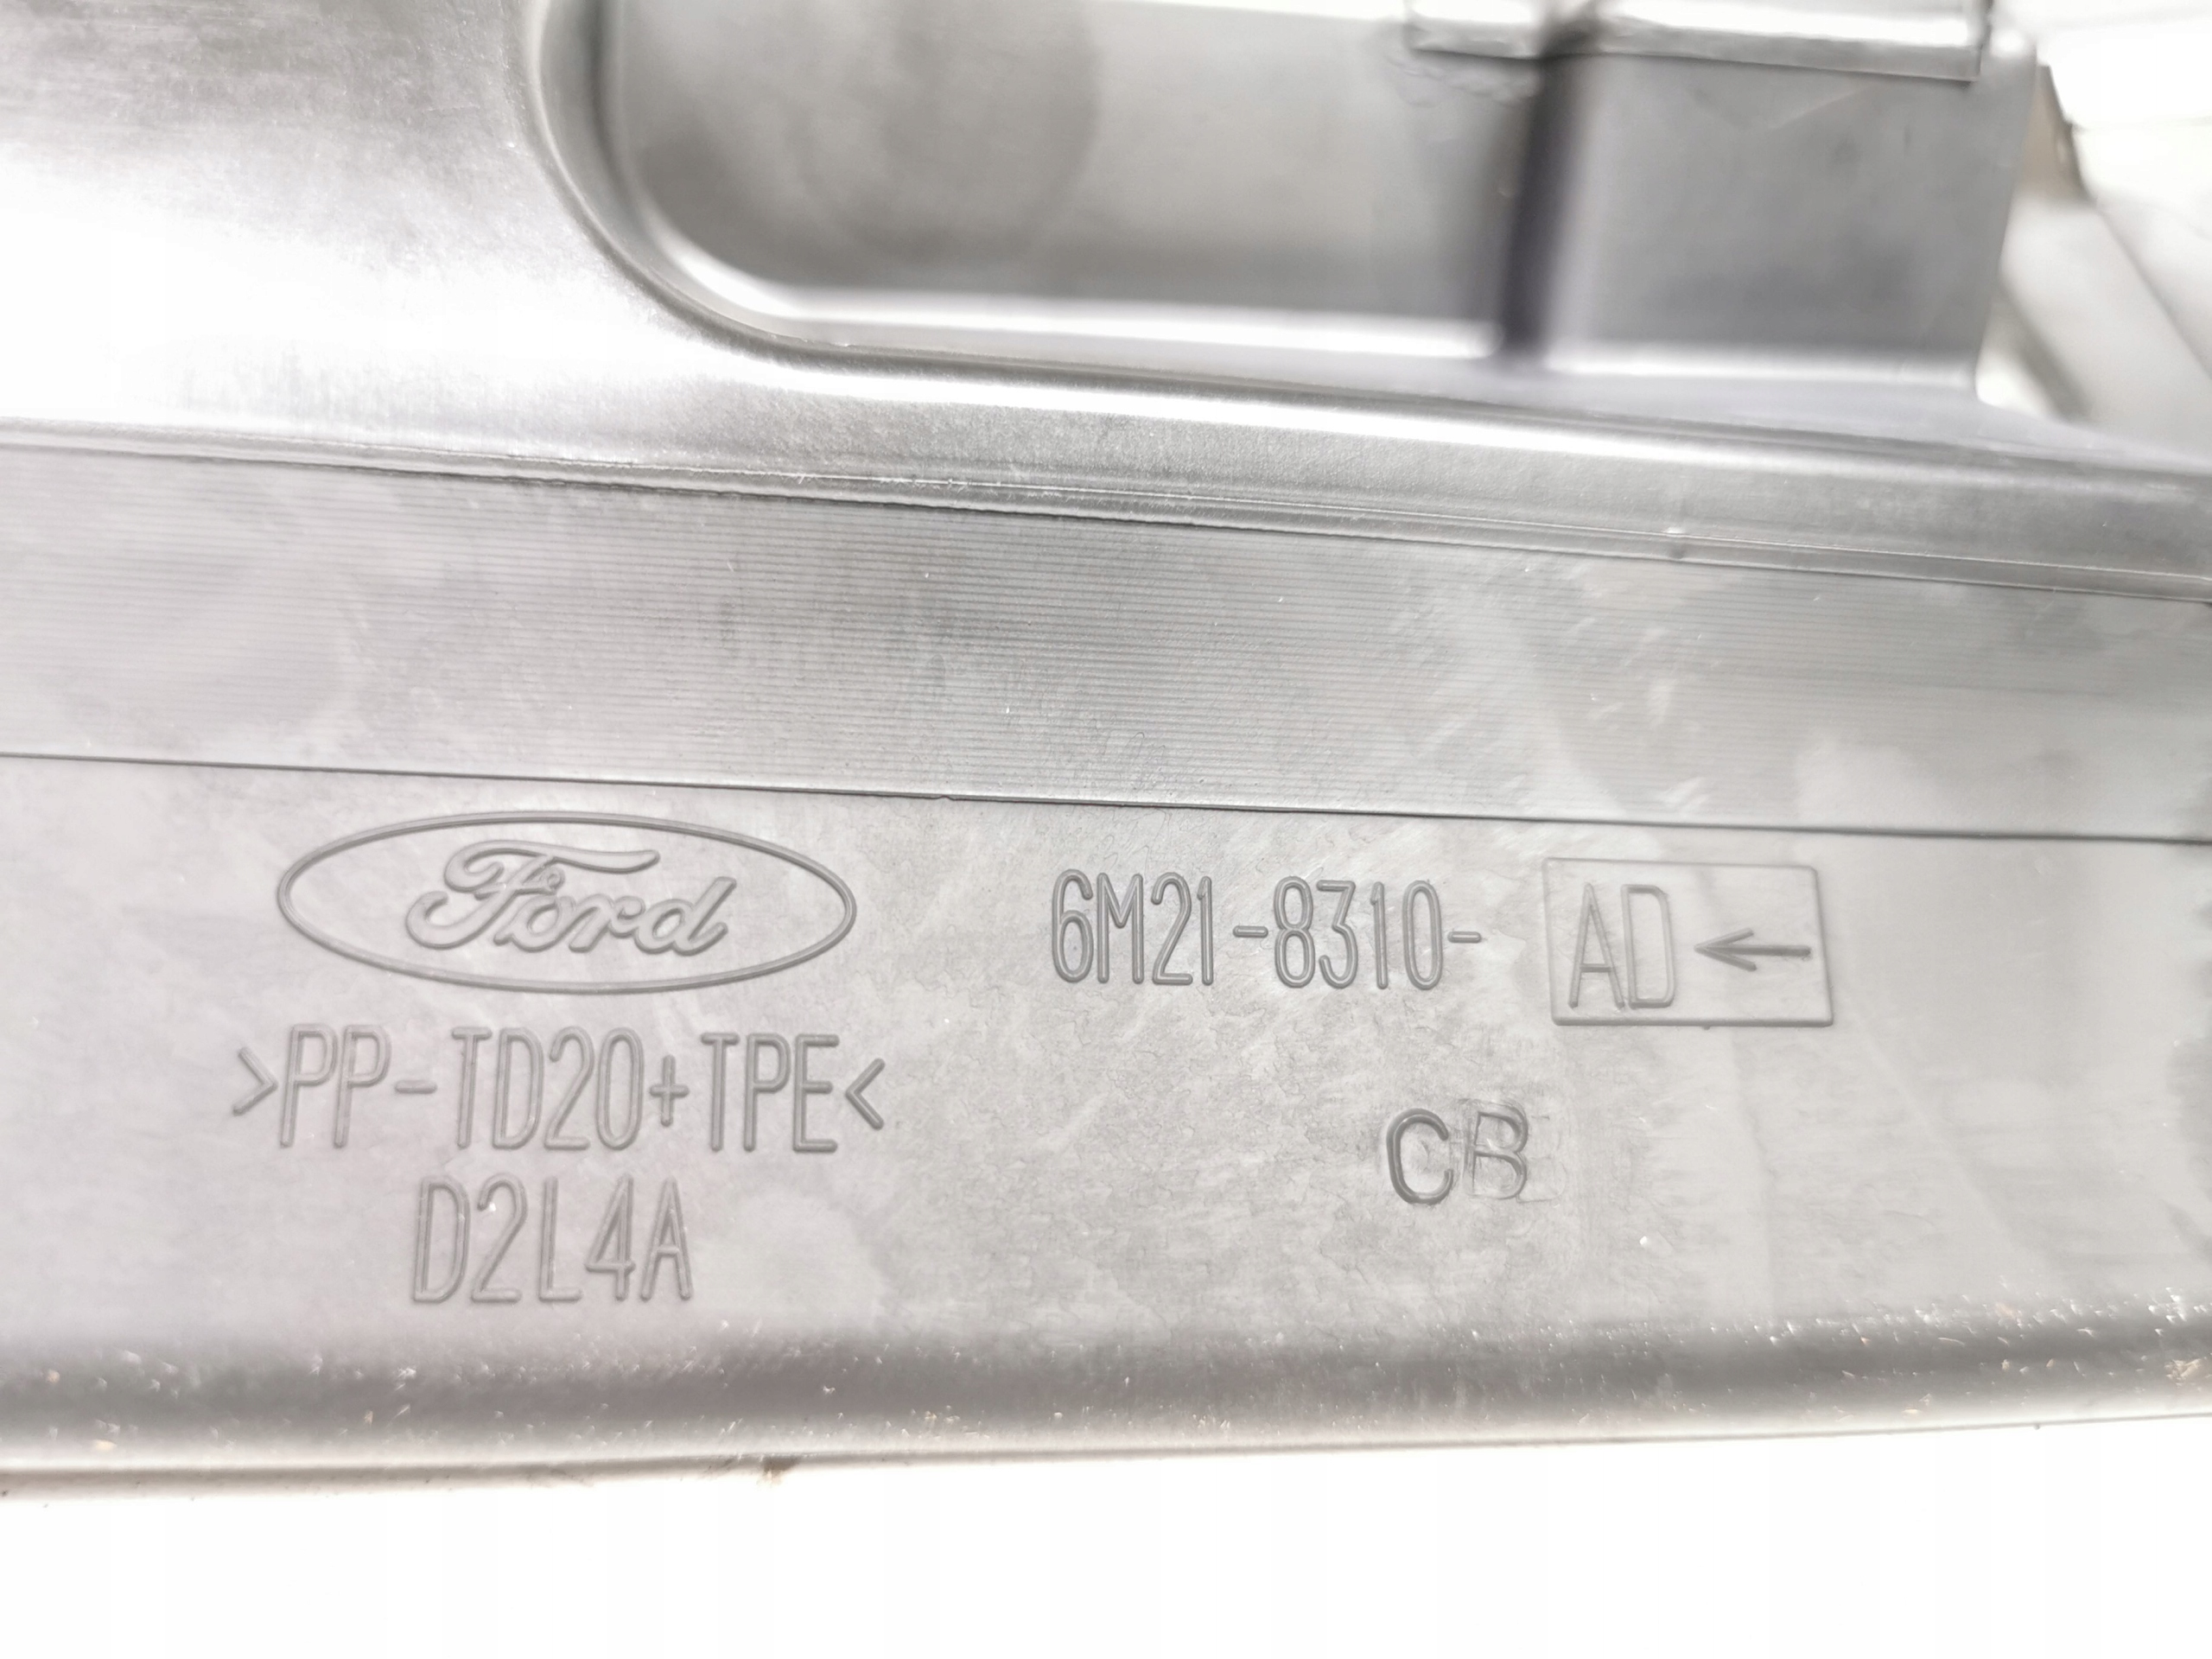 Ford
6M21-8310- AD ←
>PP-TD20+TPE<
CB
D2L4A